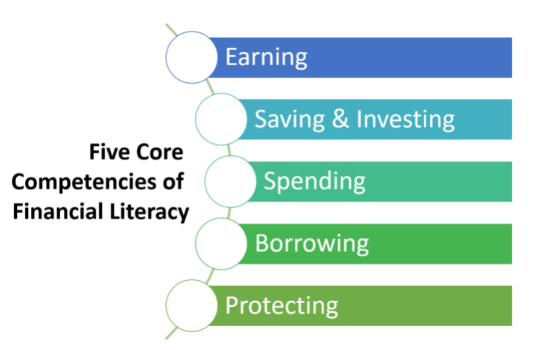 Five Core
Competencies of
Financial Literacy
Earning
Saving & Investing
Spending
Borrowing
Protecting